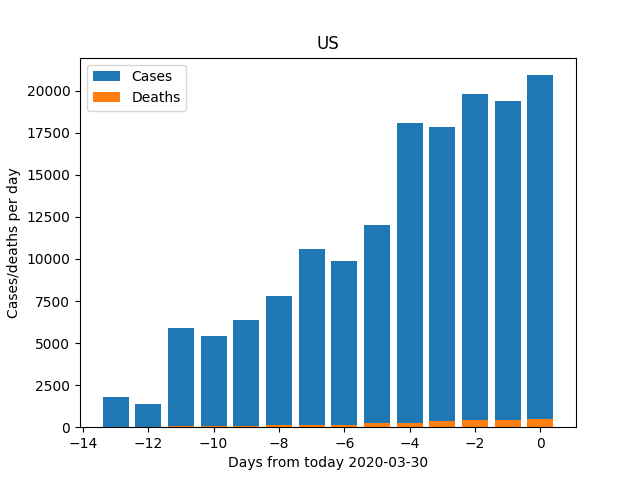 US
Cases
Deaths
20000
17500
15000
12500
10000
7500
5000
2500
0
Cases/deaths per day
−14 −12 −10 −8 −6 −4 −2 0
Days from today 2020-03-30